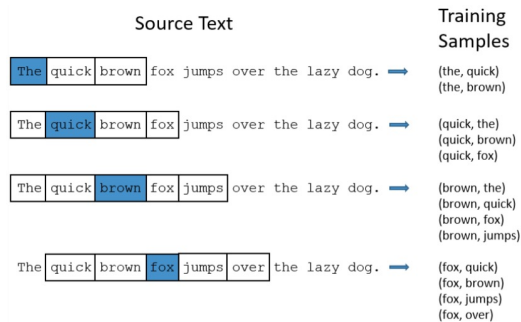 Source Text
Training
Samples
The quick brown fox jumps over the lazy dog.
(the, quick)
(the, brown)
The quick brown fox jumps over the lazy dog.
(quick, the)
(quick, brown)
(quick, fox)
The quick brown fox jumps over the lazy dog.
(brown, the)
(brown, quick)
(brown, fox)
(brown, jumps)
The quick brown fox jumps over the lazy dog.
(fox, quick)
(fox, brown)
(fox, jumps)
(fox, over)